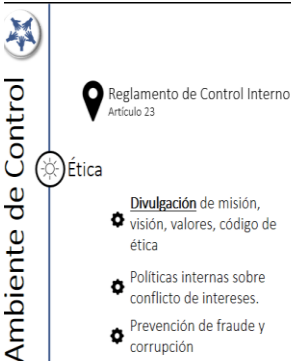 Ambiente de Control
Reglamento de Control Interno
Artículo 23
Ética
Divulgación de misión,
visión, valores, código de
ética
Políticas internas sobre
conflicto de intereses.
Prevención de fraude y
corrupción